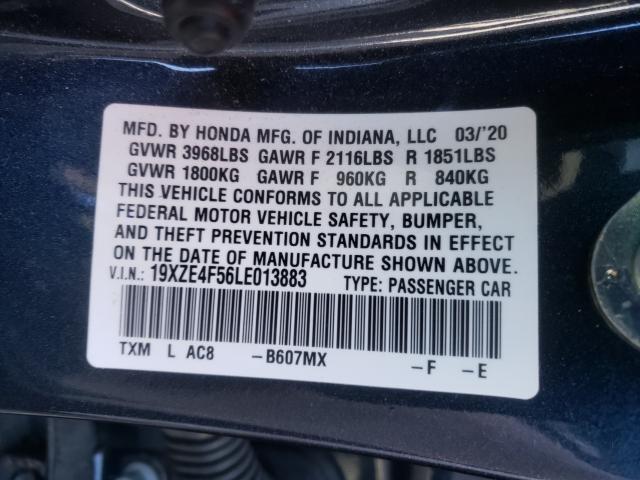 MFD. BY HONDA MFG. OF INDIANA, LLC 03/'20
GVWR 3968LBS GAWR F 2116LBS R 1851LBS
GVWR 1800KG GAWR F 960KG R 840KG
THIS VEHICLE CONFORMS TO ALL APPLICABLE
FEDERAL MOTOR VEHICLE SAFETY, BUMPER,
AND THEFT PREVENTION STANDARDS IN EFFECT
ON THE DATE OF MANUFACTURE SHOWN ABOVE.
V.I.N.: 19XZE4F56LE013883 TYPE: PASSENGER CAR
TXM L AC8 -B607MX -F -E